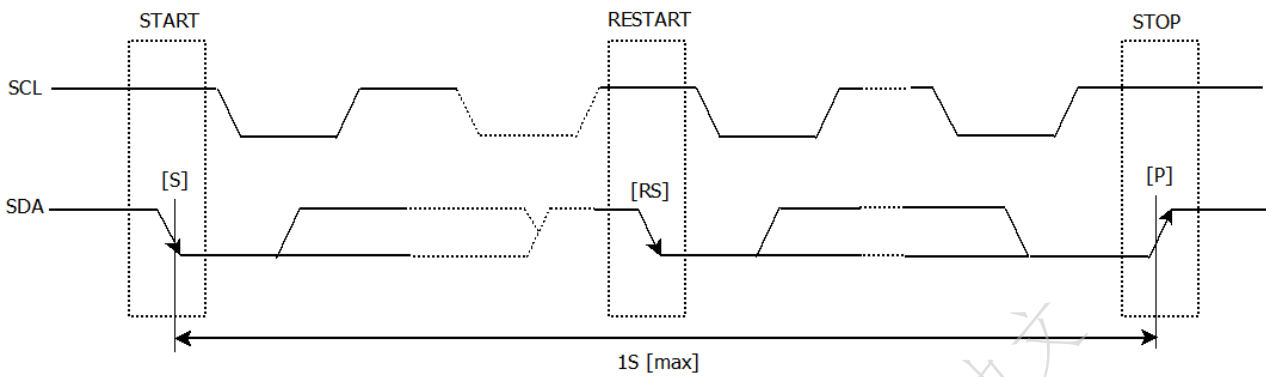 START RESTART STOP
SCL
[S] [RS] [P]
SDA
1S [max]